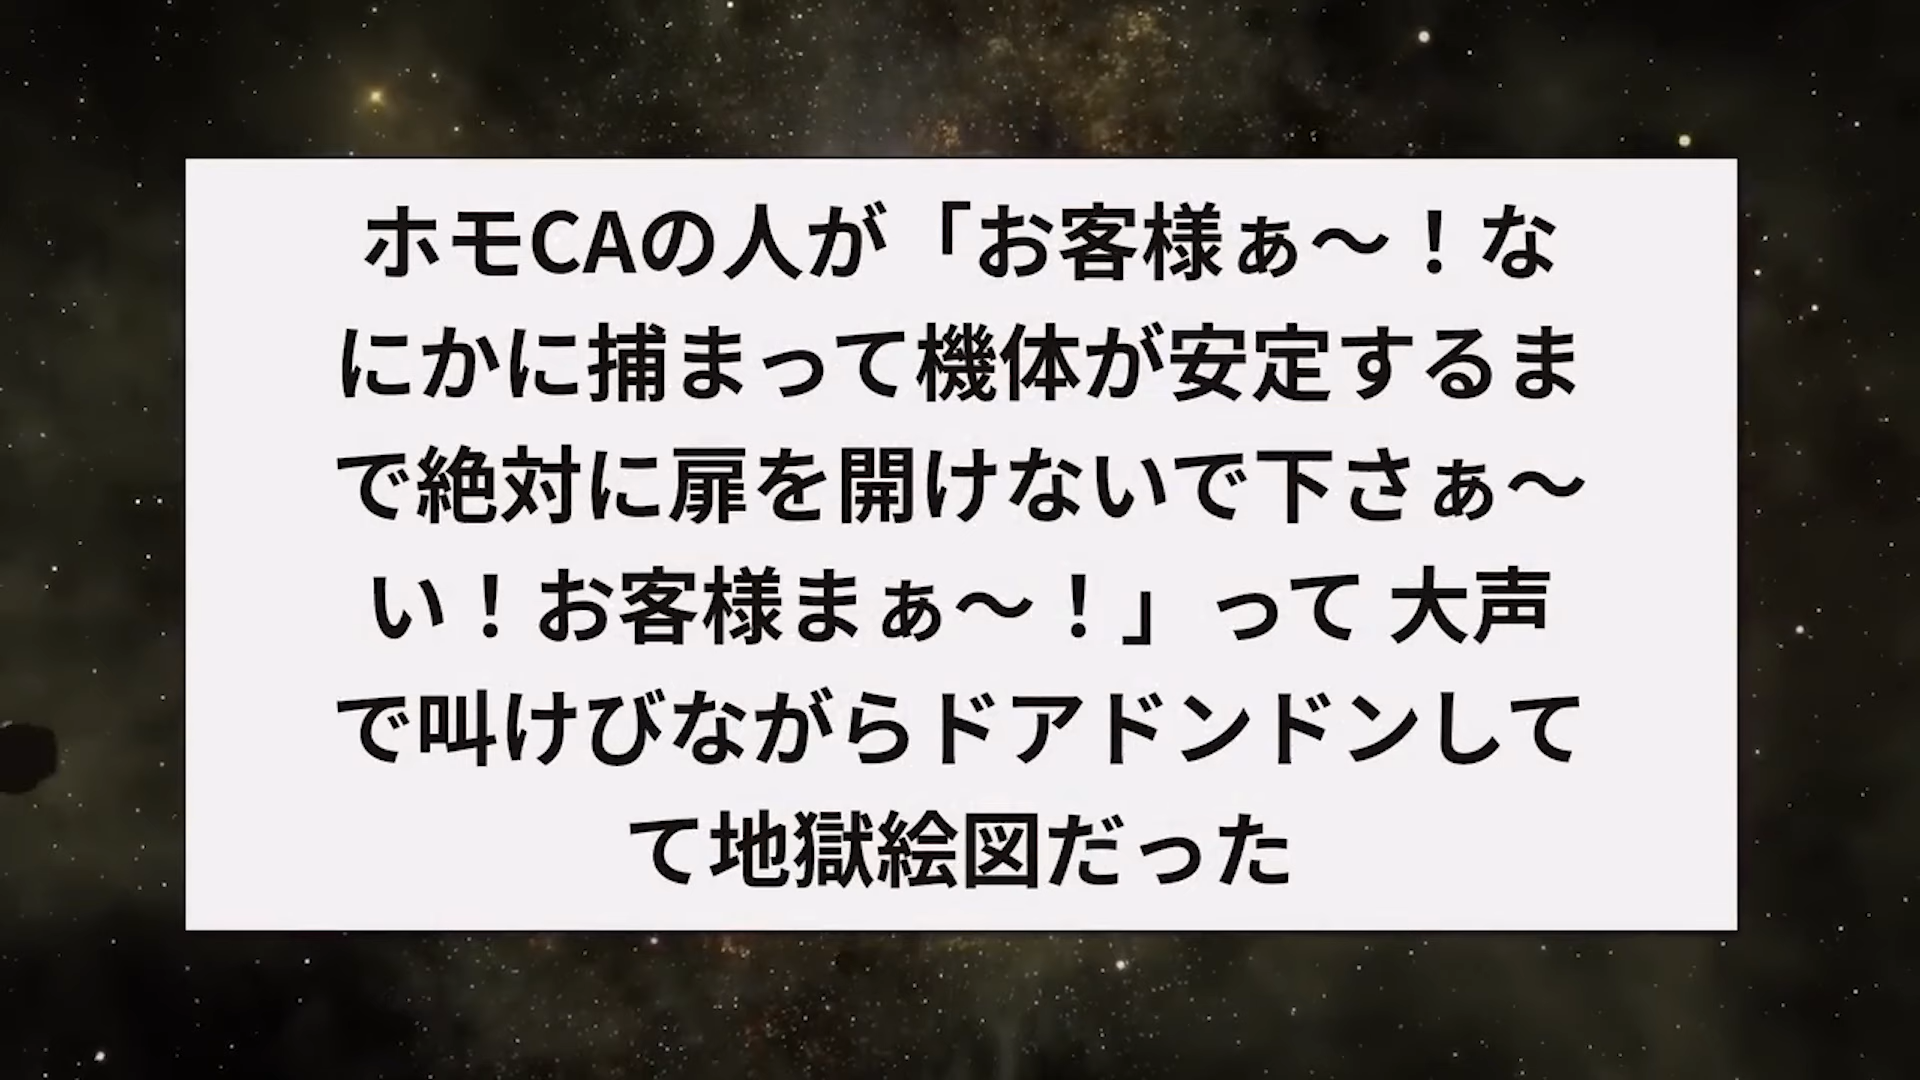 ホモCAの人が「お客様ぁ〜！な
にかに捕まって機体が安定するま
で絶対に扉を開けないで下さぁ〜
い！お客様まぁ〜！」って 大声
で叫けびながらドアドンドンして
て地獄絵図だった